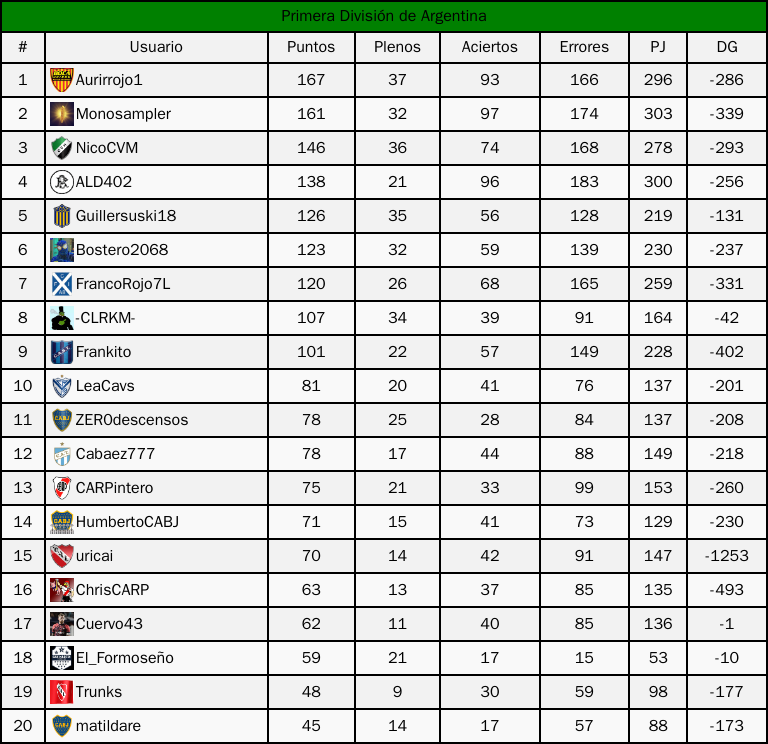 Primera División de Argentina
# Usuario Puntos Plenos Aciertos Errores PJ DG
1 Aurirrojo1 167 37 93 166 296 -286
2 Monosampler 161 32 97 174 303 -339
3 NicoCVM 146 36 74 168 278 -293
4 ALD402 138 21 96 183 300 -256
5 Guillersuski18 126 35 56 128 219 -131
6 Bostero2068 123 32 59 139 230 -237
7 FrancoRojo7L 120 26 68 165 259 -331
8 -CLRKM- 107 34 39 91 164 -42
9 Frankito 101 22 57 149 228 -402
10 LeaCavs 81 20 41 76 137 -201
11 ZER0descensos 78 25 28 84 137 -208
12 Cabaez777 78 17 44 88 149 -218
13 CARPintero 75 21 33 99 153 -260
14 HumbertoCABJ 71 15 41 73 129 -230
15 uricai 70 14 42 91 147 -1253
16 ChrisCARP 63 13 37 85 135 -493
17 Cuervo43 62 11 40 85 136 -1
18 El_Formoseño 59 21 17 15 53 -10
19 Trunks 48 9 30 59 98 -177
20 matildare 45 14 17 57 88 -173